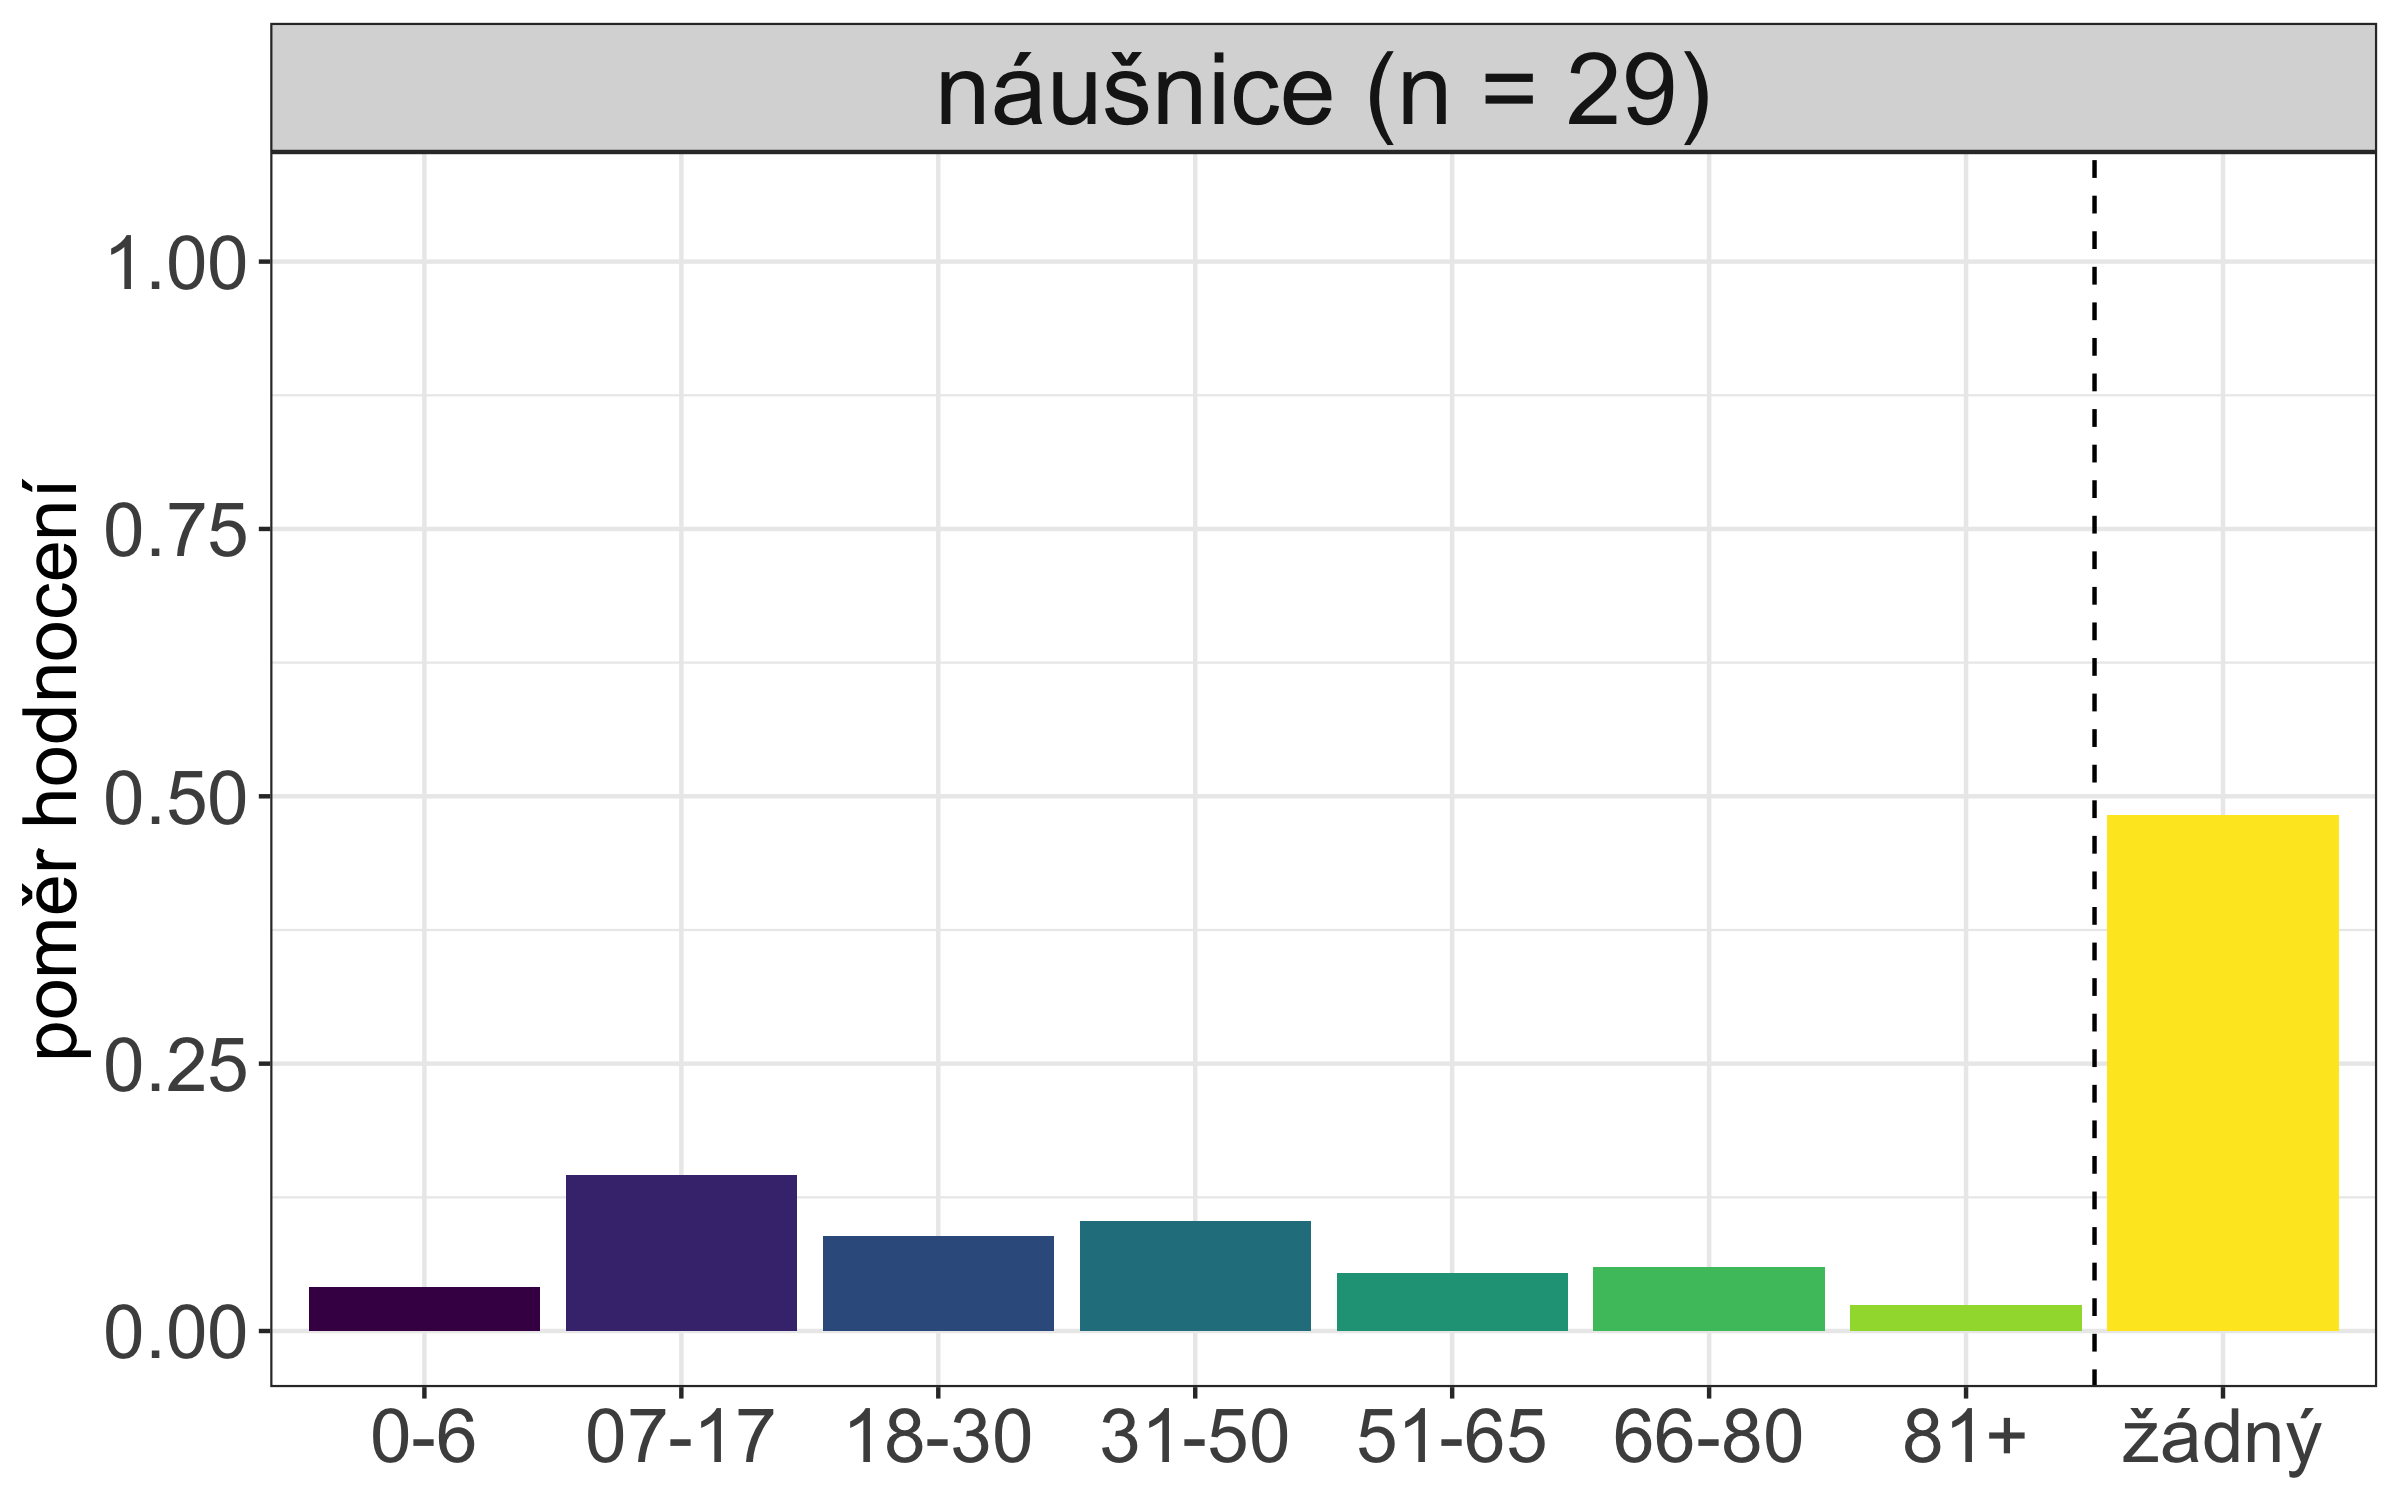 náušnice (n = 29)
poměr hodnocení
1.00
0.75
0.50
0.25
0.00
0-6 07-17 18-30 31-50 51-65 66-80 81+ žádný